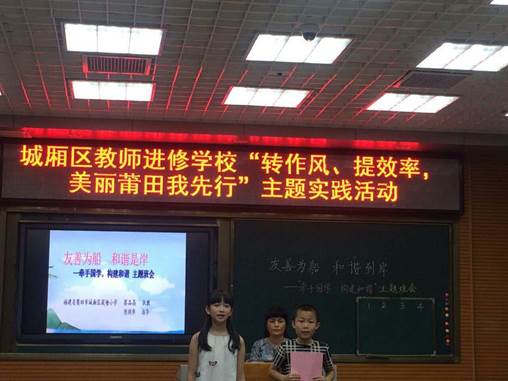 城厢区教师进修学校“转作风、提效率，
美丽莆田我先行”主题实践活动
友善为船 和谐是岸
—牵手国学，构建和谐 主题班会
友善为船 和谐到岸
—牵手国学 构建和谐"主题班会
1 2 3 4